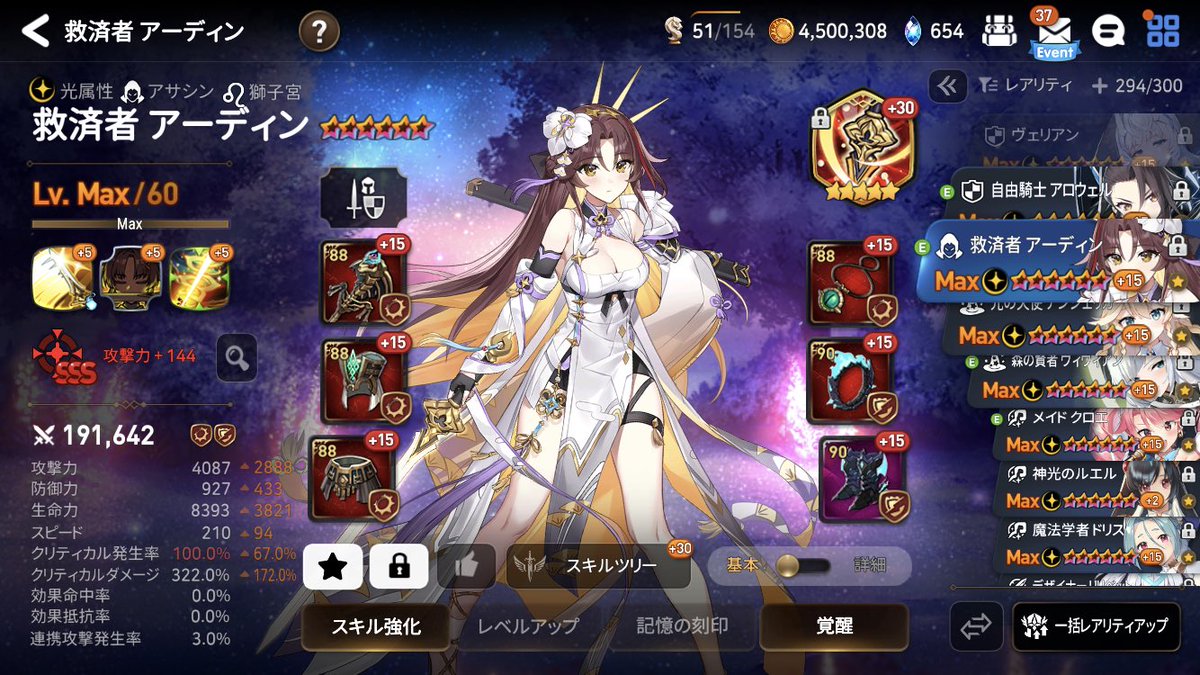 救済者 アーディン
?
51/154
4,500,308
654
37
Event
光属性 アサシン 獅子宮
救済者 アーディン
レアリティ
294/300
Lv. Max/60
Max
+5
+5
+5
SSS
攻撃力 + 144
191,642
攻撃力 4087 2888
防御力 927 433
生命力 8393 3821
スピード 210 94
クリティカル発生率 100.0% 67.0%
クリティカルダメージ 322.0% 172.0%
効果命中率 0.0%
効果抵抗率 0.0%
連携攻撃発生率 3.0%
88 +15
88 +15
88 +15
+30
88 +15
90 +15
90 +15
ヴェリアン
Max +15
E 自由騎士 アロウェル
E 救済者 アーディン
Max +15
Max +15
E 森の賢者 ヴィヴィアン
Max +15
E メイド クロエ
Max +15
神光のルエル
Max +2
魔法学者ドリス
Max +15
スキルツリー
+30
基本 詳細
スキル強化
レベルアップ
記憶の刻印
覚醒
一括レアリティアップ